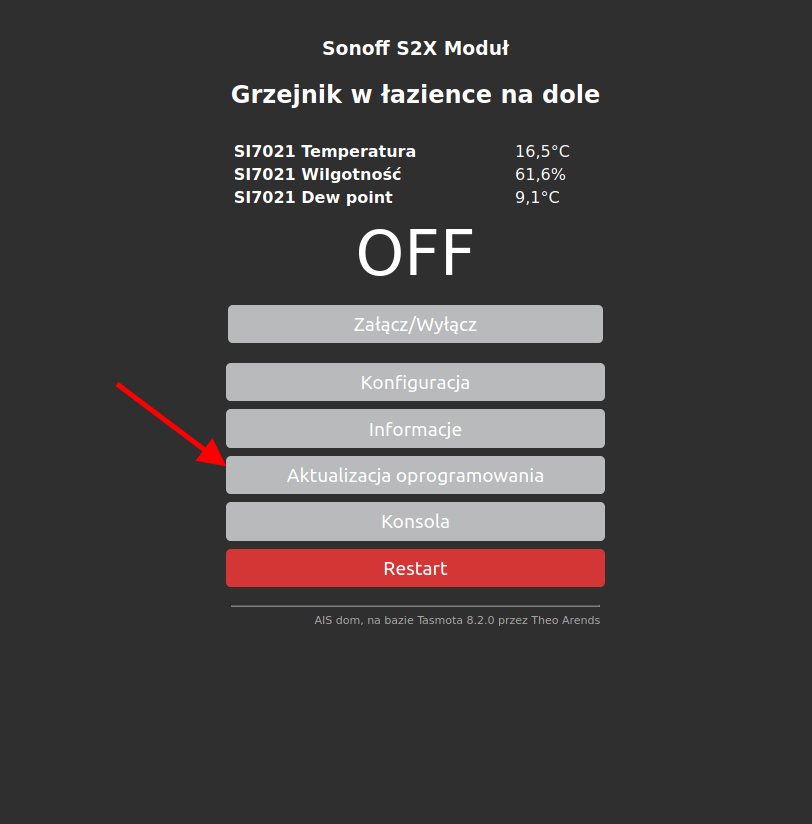 Sonoff S2X Moduł
Grzejnik w łazience na dole
SI7021 Temperatura 16,5°C
SI7021 Wilgotność 61,6%
SI7021 Dew point 9,1°C
OFF
Załącz/Wyłącz
Konfiguracja
Informacje
Aktualizacja oprogramowania
Konsola
Restart
AIS dom, na bazie Tasmota 8.2.0 przez Theo Arends